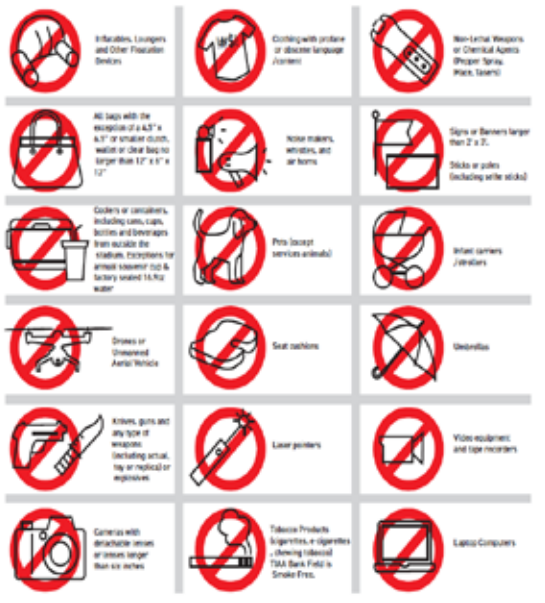 Inflatables, Loungers
and Other Floatation
Devices
Clothing with profane
or obscene language
/content
Non-Lethal Weapons
or Chemical Agents
(Pepper Spray,
Mace, Tasers)
All bags with the
exception of a 4.5" x
6.5" or smaller clutch,
wallet or clear bag no
larger than 12" x 6" x
12"
Noise makers,
whistles, and
air horns
Signs or Banners larger
than 2' x 3'.
Sticks or poles
(including selfie sticks)
Coolers or containers,
including cans, cups,
bottles and beverages
from outside the
stadium. Exceptions for
annual souvenir cup &
factory sealed 16.9oz
water
Pets (except
services animals)
Infant carriers
/strollers
Drones or
Unmanned
Aerial Vehicle
Seat cushions
Umbrellas
Knives, guns and
any type of
weapons
(including actual,
toy or replica) or
explosives
Laser pointers
Video equipment
and tape recorders
Cameras with
detachable lenses
or lenses longer
than six inches
Tobacco Products
(cigarettes, e-cigarettes
, chewing tobacco)
TIAA Bank Field is
Smoke Free.
Laptop Computers